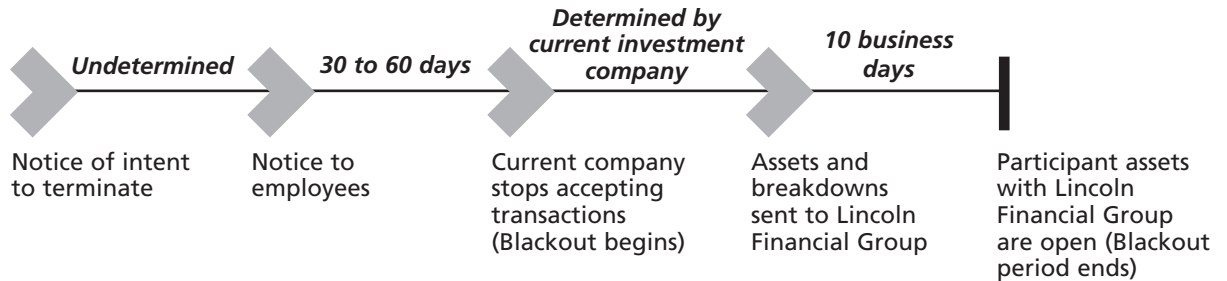 Undetermined
30 to 60 days
Determined by
current investment
company
10 business
days
Notice of intent
to terminate
Notice to
employees
Current company
stops accepting
transactions
(Blackout begins)
Assets and
breakdowns
sent to Lincoln
Financial Group
Participant assets
with Lincoln
Financial Group
are open (Blackout
period ends)